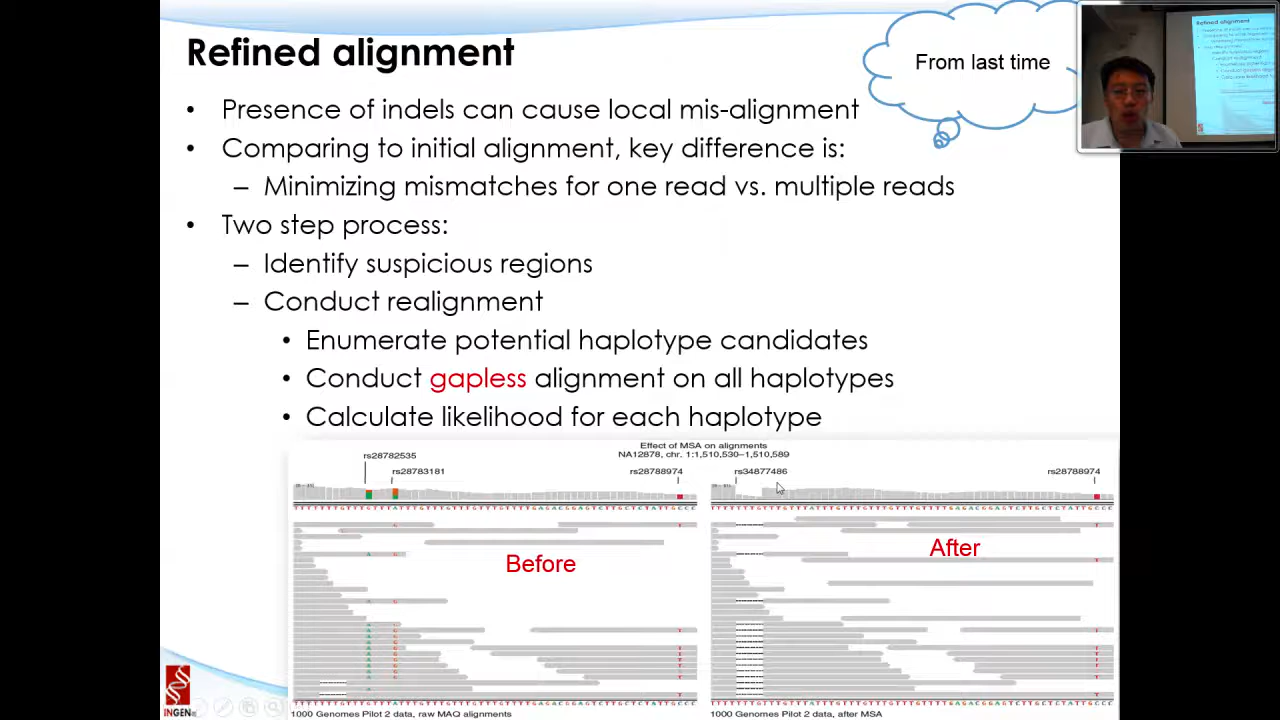 Refined alignment
From last time
• Presence of indels can cause local mis-alignment
• Comparing to initial alignment, key difference is:
– Minimizing mismatches for one read vs. multiple reads
• Two step process:
– Identify suspicious regions
– Conduct realignment
• Enumerate potential haplotype candidates
• Conduct gapless alignment on all haplotypes
• Calculate likelihood for each haplotype
Effect of MSA on alignments
NA12878, chr. 1:1,510,530–1,510,589
rs28782535
rs28783181
rs28788974
rs34877486
rs28788974
Before
After
1000 Genomes Pilot 2 data, raw MAQ alignments
1000 Genomes Pilot 2 data, after MSA
INGEN